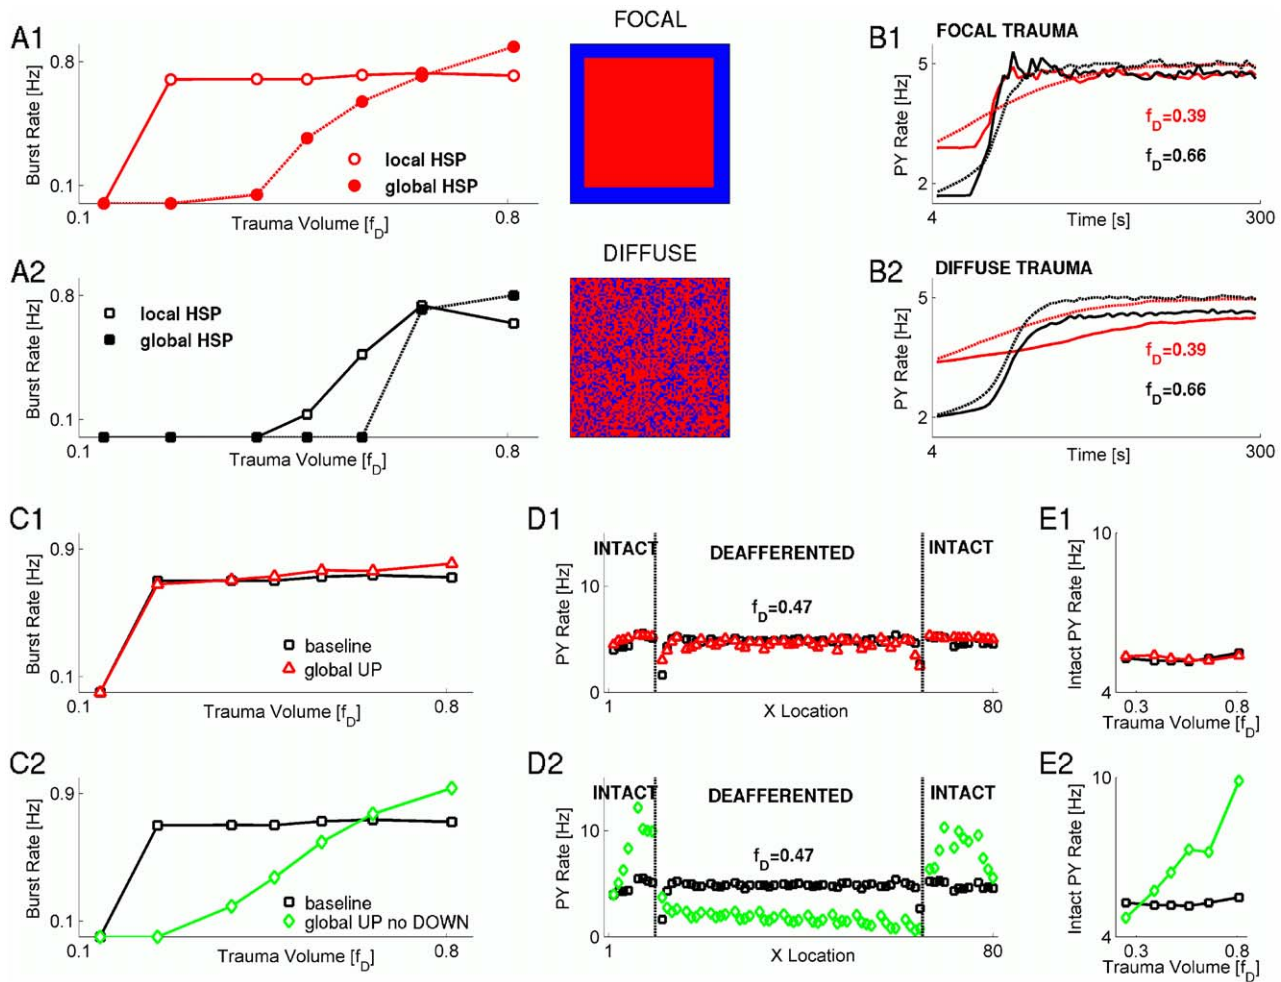 A1
0.8
0.1
Burst Rate [Hz]
local HSP
global HSP
0.1
0.8
Trauma Volume [fD]
FOCAL
B1
FOCAL TRAUMA
5
2
PY Rate [Hz]
fD=0.39
fD=0.66
4
300
Time [s]
A2
0.8
0.1
Burst Rate [Hz]
local HSP
global HSP
0.1
0.8
Trauma Volume [fD]
DIFFUSE
B2
DIFFUSE TRAUMA
5
2
PY Rate [Hz]
fD=0.39
fD=0.66
4
300
Time [s]
C1
0.9
0.1
Burst Rate [Hz]
baseline
global UP
0.1
0.8
Trauma Volume [fD]
D1
INTACT
DEAFFERENTED
INTACT
fD=0.47
10
0
PY Rate [Hz]
1
80
X Location
E1
10
4
Intact PY Rate [Hz]
0.3
0.8
Trauma Volume [fD]
C2
0.9
0.1
Burst Rate [Hz]
baseline
global UP no DOWN
0.1
0.8
Trauma Volume [fD]
D2
INTACT
DEAFFERENTED
INTACT
fD=0.47
10
0
PY Rate [Hz]
1
80
X Location
E2
10
4
Intact PY Rate [Hz]
0.3
0.8
Trauma Volume [fD]